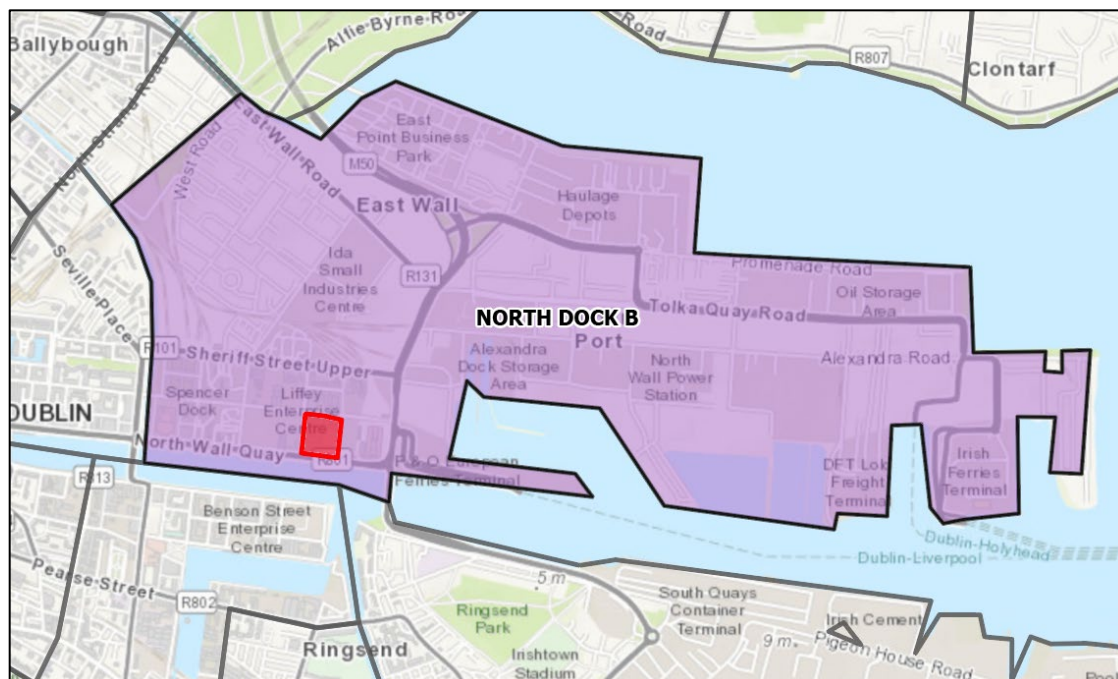 Ballybough
Alfie Byrne Roa
Road
R807
Clontarf
North Strand Road
West Road
East Wall Road
East
Point Business
Park
M50
Haulage
Depots
East Wall
Ida
Small
Industries
Centre
R131
Promenade Road
Oil Storage
Area
Tolka Quay Road
NORTH DOCK B
Port
Seville Place
R101
Sheriff Street Upper
Alexandra
Dock Storage
Area
North
Wall Power
Station
Alexandra Road
Spencer
Dock
Liffey
Enterprise
Centre
DUBLIN
North Wall Quay
R801
P & O European
Ferries Terminal
DFT Lok
Freight
Terminal
Irish
Ferries
Terminal
R813
Benson Street
Enterprise
Centre
Dublin-Holyhead
Dublin-Liverpool
Pearse Street
R802
5 m
Ringsend
Park
South Quays
Container
Terminal
Irish Cement
9 m
Pigeon House Road
Ringsend
Irishtown
Stadium